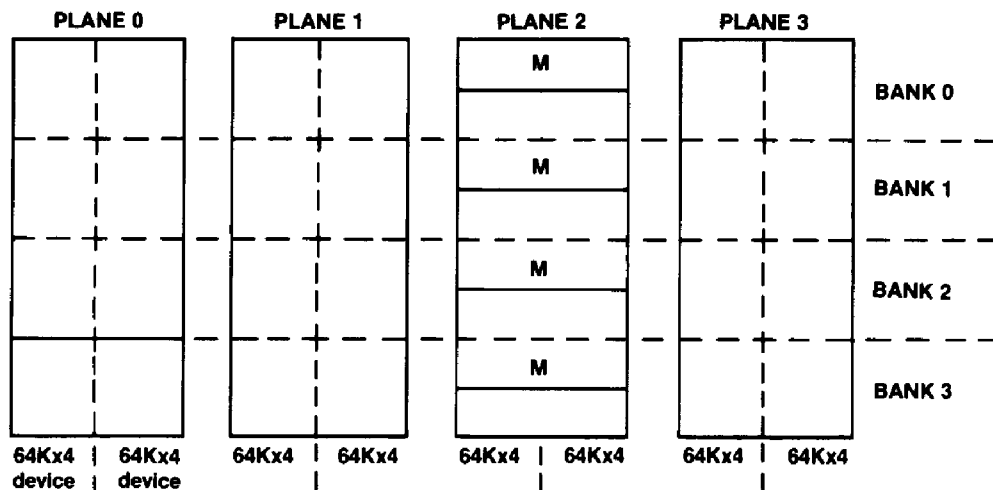 PLANE 0 PLANE 1 PLANE 2 PLANE 3
M
BANK 0
M
BANK 1
M
BANK 2
M
BANK 3
64Kx4 64Kx4 64Kx4 64Kx4 64Kx4 64Kx4 64Kx4 64Kx4
device device